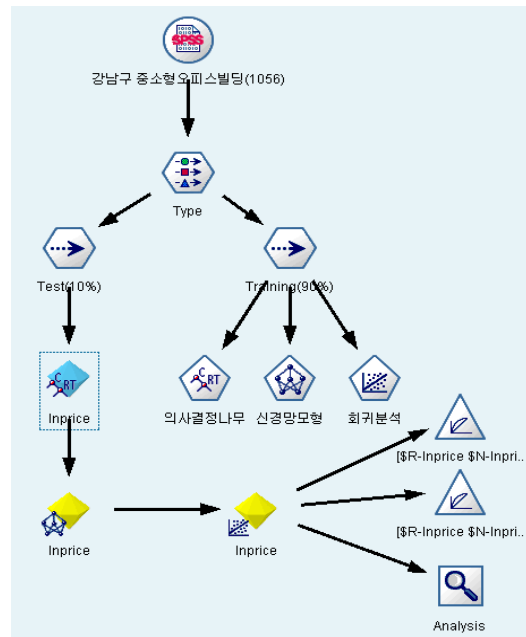 SPSS
강남구 중소형오피스빌딩(1056)
Type
Test(10%)
Training(90%)
C
RT
Inprice
의사결정나무
신경망모형
회귀분석
[$R-Inprice $N-Inpri..
Inprice
Inprice
[$R-Inprice $N-Inpri..
Analysis